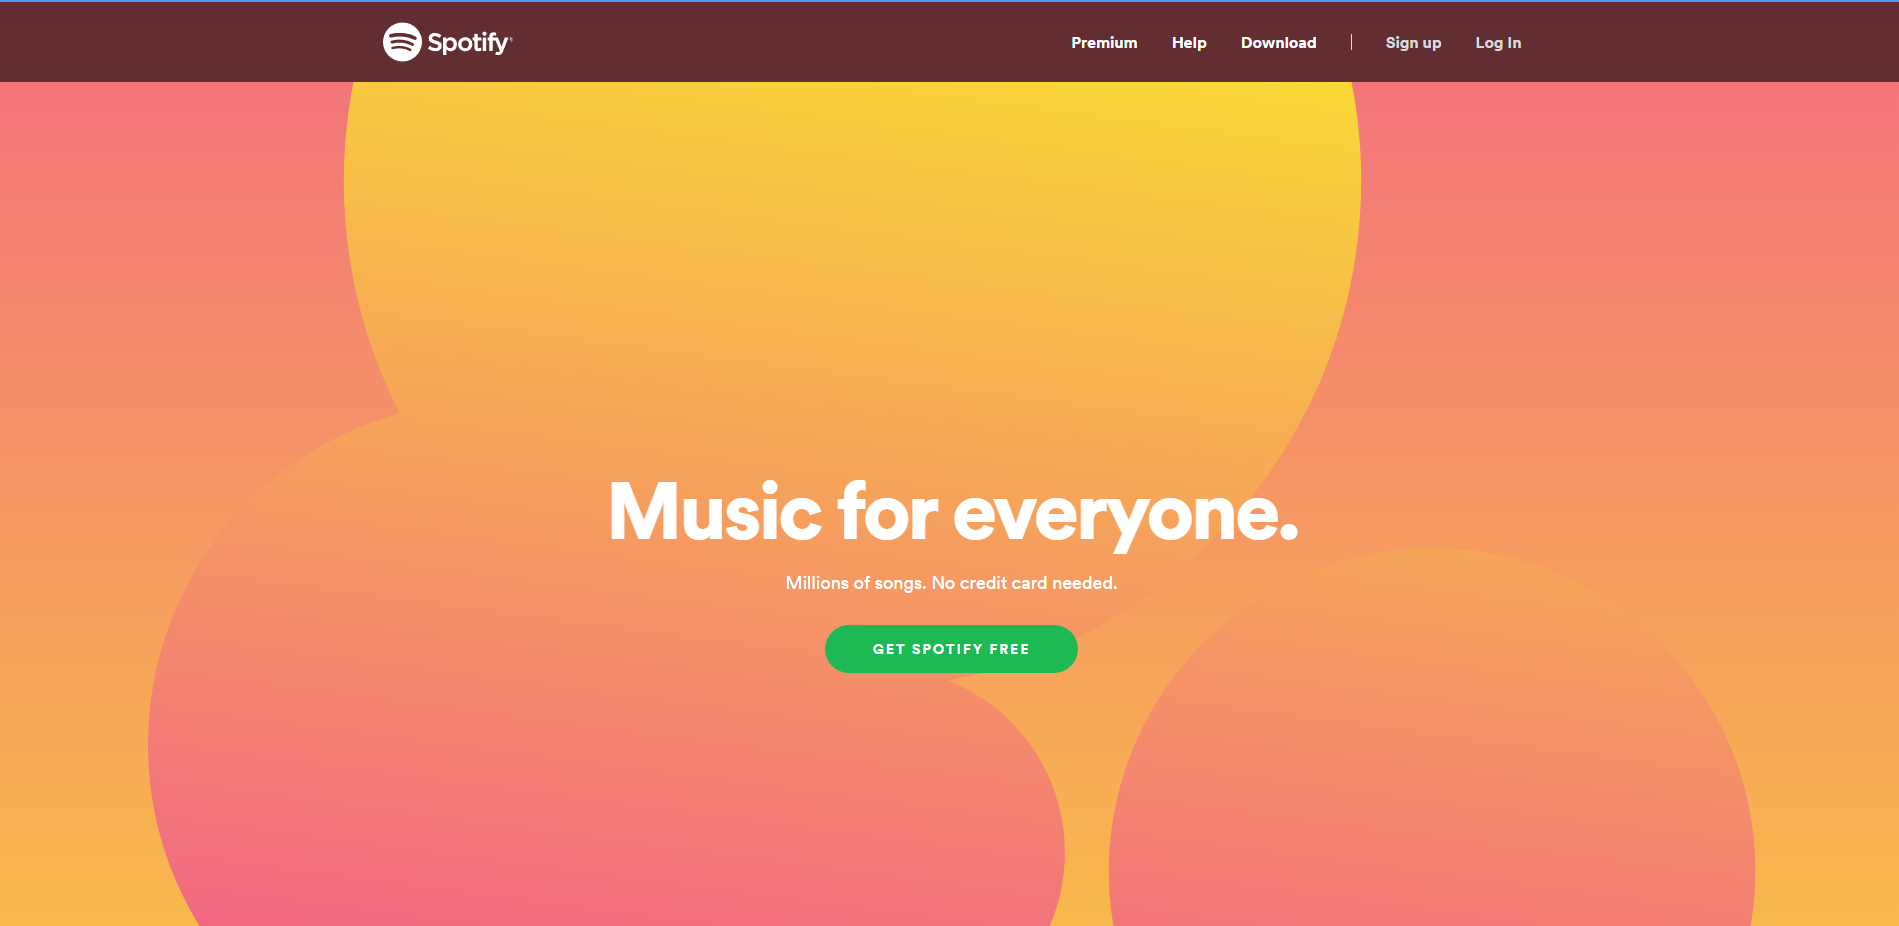 Spotify®
Premium Help Download | Sign up Log In
Music for everyone.
Millions of songs. No credit card needed.
GET SPOTIFY FREE